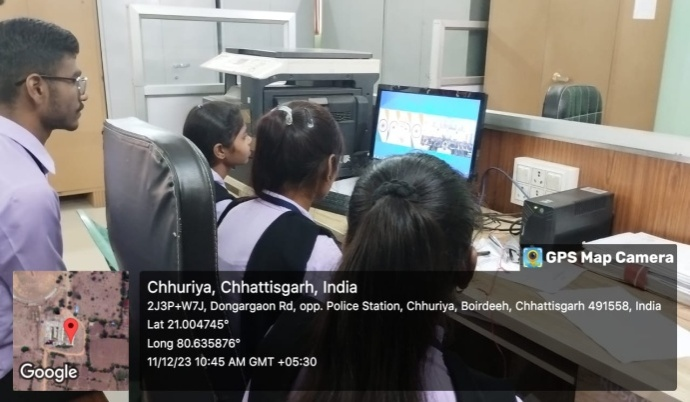 GPS Map Camera
Chhuriya, Chhattisgarh, India
2J3P+W7J, Dongargaon Rd, opp. Police Station, Chhuriya, Boirdeeh, Chhattisgarh 491558, India
Lat 21.004745°
Long 80.635876°
11/12/23 10:45 AM GMT +05:30
Google